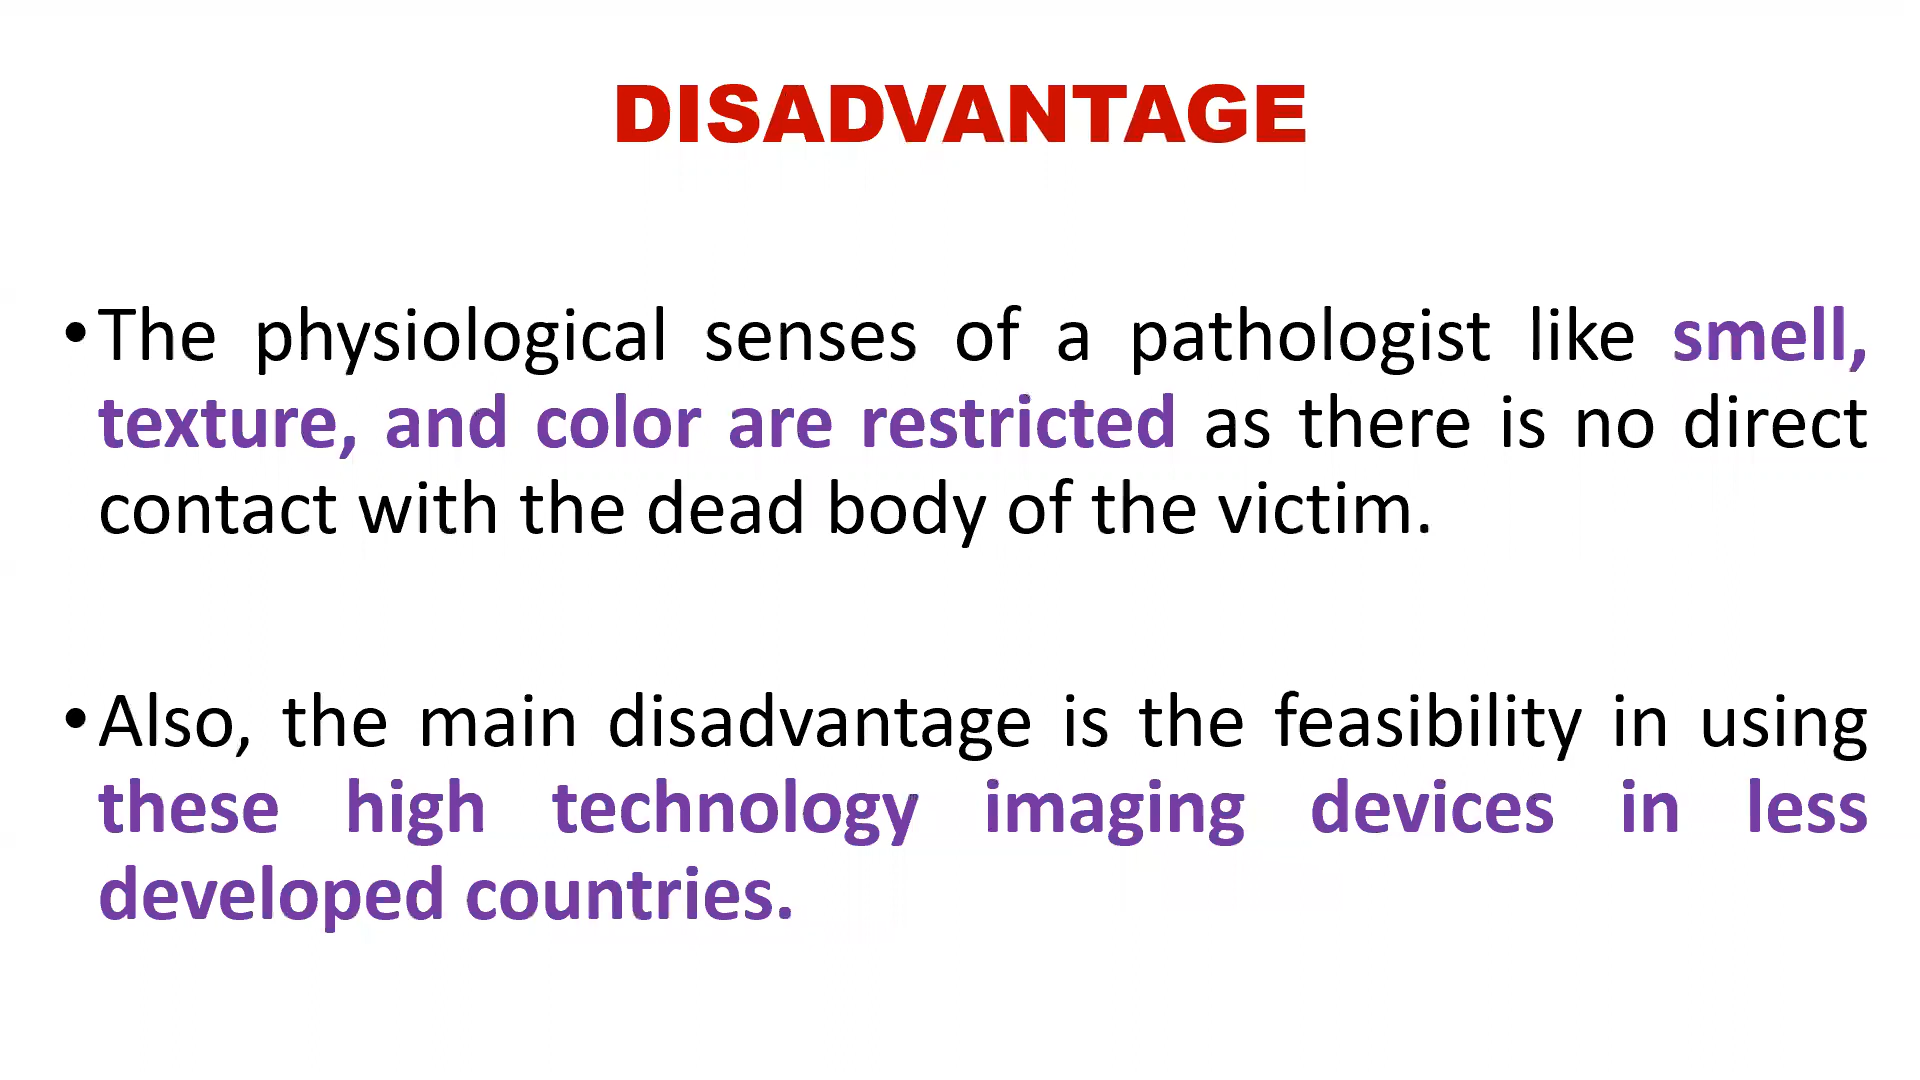 DISADVANTAGE
•The physiological senses of a pathologist like smell,
texture, and color are restricted as there is no direct
contact with the dead body of the victim.
•Also, the main disadvantage is the feasibility in using
these high technology imaging devices in less
developed countries.